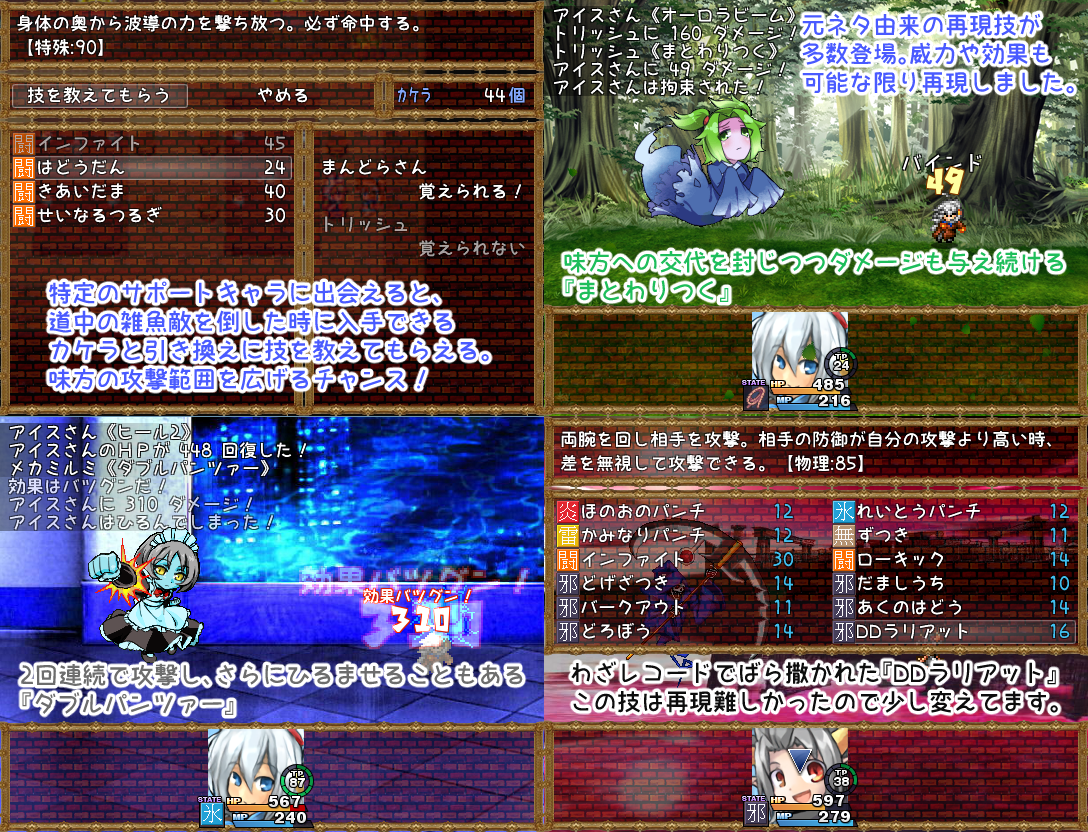 身体の奥から波導の力を撃ち放つ。必ず命中する。
【特殊:90】
技を教えてもらう
やめる
カケラ 44個
闘インファイト 45
闘はどうだん 24
闘きあいだま 40
闘せいなるつるぎ 30
まんどらさん
覚えられる！
トリッシュ
覚えられない
特定のサポートキャラに出会えると、
道中の雑魚敵を倒した時に入手できる
カケラと引き換えに技を教えてもらえる。
味方の攻撃範囲を広げるチャンス！
アイスさん《オーロラビーム》
トリッシュに 160 ダメージ！
トリッシュ《まとわりつく》
アイスさんに 49 ダメージ！
アイスさんは拘束された！
元ネタ由来の再現技が
多数登場。威力や効果も
可能な限り再現しました。
バインド
49
味方への交代を封じつつダメージも与え続ける
『まとわりつく』
TP
24
STATE
HP 485
MP 216
アイスさん《ヒール2》
アイスさんのＨＰが 448 回復した！
メカミルミ《ダブルパンツァー》
効果はバツグンだ！
アイスさんに 310 ダメージ！
アイスさんはひるんでしまった！
効果バツグン！
効果バツグン！
310
2回連続で攻撃し、さらにひるませることもある
『ダブルパンツァー』
TP
87
STATE
氷
HP 567
MP 240
両腕を回し相手を攻撃。相手の防御が自分の攻撃より高い時、
差を無視して攻撃できる。【物理:85】
炎ほのおのパンチ 12
氷れいとうパンチ 12
雷かみなりパンチ 12
無ずつき 11
闘インファイト 30
闘ローキック 14
邪どげざつき 14
邪だましうち 10
邪バークアウト 11
邪あくのはどう 14
邪どろぼう 14
邪DDラリアット 16
わざレコードでばら撒かれた『DDラリアット』
この技は再現難しかったので少し変えてます。
TP
38
STATE
邪
HP 597
MP 279